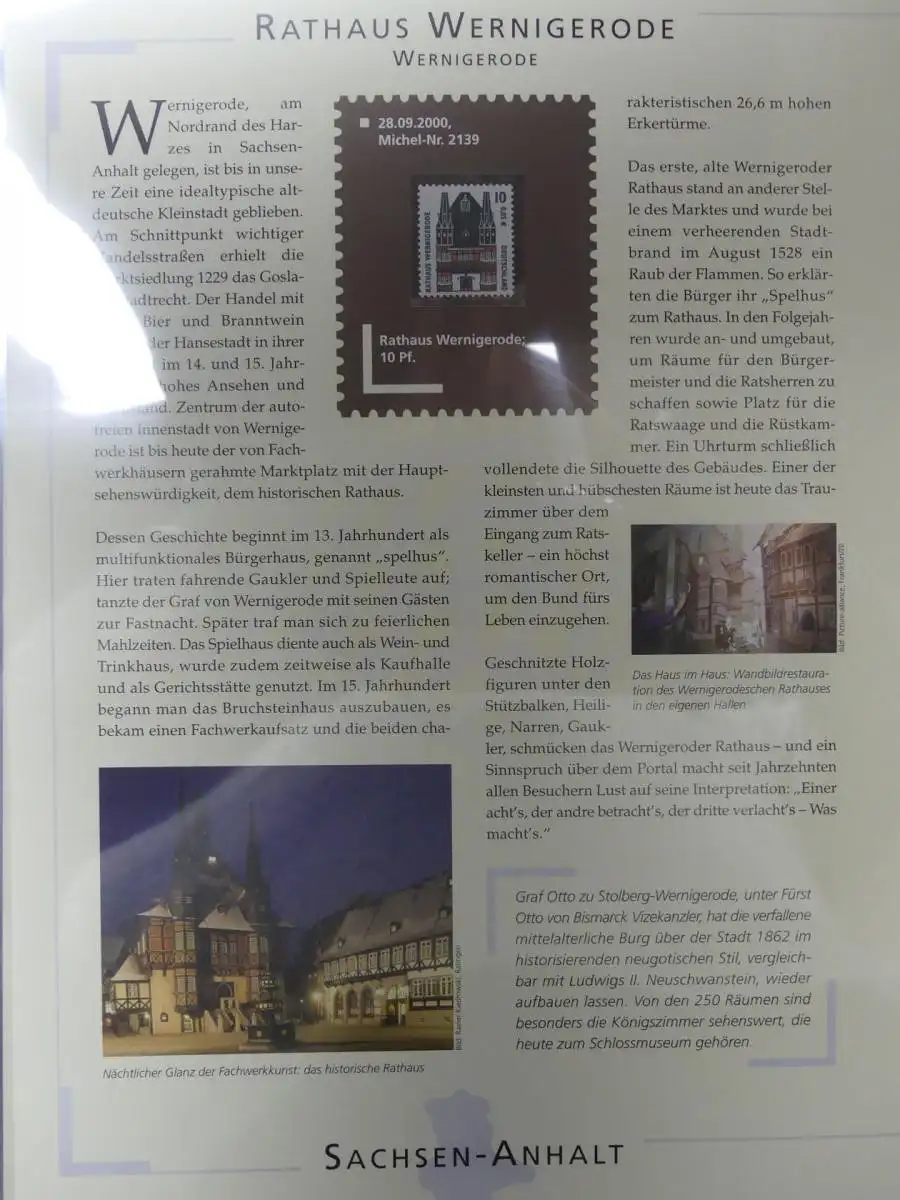 RATHAUS WERNIGERODE
WERNIGERODE
Wernigerode, am
Nordrand des Har-
zes in Sachsen-
Anhalt gelegen, ist bis in unse-
re Zeit eine idealtypische alt-
deutsche Kleinstadt geblieben.
Am Schnittpunkt wichtiger
Handelsstraßen erhielt die
rktsiedlung 1229 das Gosla-
adtrecht. Der Handel mit
Bier und Branntwein
der Hansestadt in ihrer
im 14. und 15. Jahr-
hohes Ansehen und
and. Zentrum der auto-
freien Innenstadt von Wernige-
rode ist bis heute der von Fach-
werkhäusern gerahmte Marktplatz mit der Haupt-
sehenswürdigkeit, dem historischen Rathaus.
Dessen Geschichte beginnt im 13. Jahrhundert als
multifunktionales Bürgerhaus, genannt „spelhus“.
Hier traten fahrende Gaukler und Spielleute auf;
tanzte der Graf von Wernigerode mit seinen Gästen
zur Fastnacht. Später traf man sich zu feierlichen
Mahlzeiten. Das Spielhaus diente auch als Wein- und
Trinkhaus, wurde zudem zeitweise als Kaufhalle
und als Gerichtsstätte genutzt. Im 15. Jahrhundert
begann man das Bruchsteinhaus auszubauen, es
bekam einen Fachwerkaufsatz und die beiden cha-
28.09.2000,
Michel-Nr. 2139
10
0,05 €
RATHAUS WERNIGERODE
DEUTSCHLAND
Rathaus Wernigerode;
10 Pf.
rakteristischen 26,6 m hohen
Erkertürme.
Das erste, alte Wernigeroder
Rathaus stand an anderer Stel-
le des Marktes und wurde bei
einem verheerenden Stadt-
brand im August 1528 ein
Raub der Flammen. So erklär-
ten die Bürger ihr „Spelhus“
zum Rathaus. In den Folgejah-
ren wurde an- und umgebaut,
um Räume für den Bürger-
meister und die Ratsherren zu
schaffen sowie Platz für die
Ratswaage und die Rüstkam-
mer. Ein Uhrturm schließlich
vollendete die Silhouette des Gebäudes. Einer der
kleinsten und hübschesten Räume ist heute das Trau-
zimmer über dem
Eingang zum Rats-
keller – ein höchst
romantischer Ort,
um den Bund fürs
Leben einzugehen.
Geschnitzte Holz-
figuren unter den
Stützbalken, Heili-
ge, Narren, Gauk-
ler, schmücken das Wernigeroder Rathaus – und ein
Sinnspruch über dem Portal macht seit Jahrzehnten
allen Besuchern Lust auf seine Interpretation: „Einer
acht's, der andre betracht's, der dritte verlacht's – Was
macht's.“
Bild: Picture-alliance, Frankfurt/D
Das Haus im Haus: Wandbildrestaura-
tion des Wernigerodeschen Rathauses
in den eigenen Hallen
Bild: Rainer Kiedrowski, Ratingen
Nächtlicher Glanz der Fachwerkkunst: das historische Rathaus
Graf Otto zu Stolberg-Wernigerode, unter Fürst
Otto von Bismarck Vizekanzler, hat die verfallene
mittelalterliche Burg über der Stadt 1862 im
historisierenden neugotischen Stil, vergleich-
bar mit Ludwigs II. Neuschwanstein, wieder
aufbauen lassen. Von den 250 Räumen sind
besonders die Königszimmer sehenswert, die
heute zum Schlossmuseum gehören.
SACHSEN-ANHALT